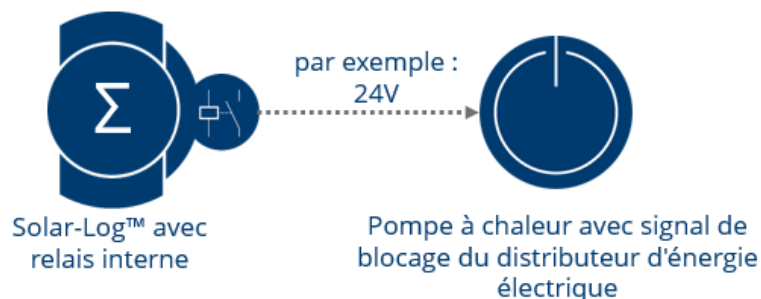 par exemple :
24V
Σ
Solar-Log™ avec
relais interne
Pompe à chaleur avec signal de
blocage du distributeur d'énergie
électrique